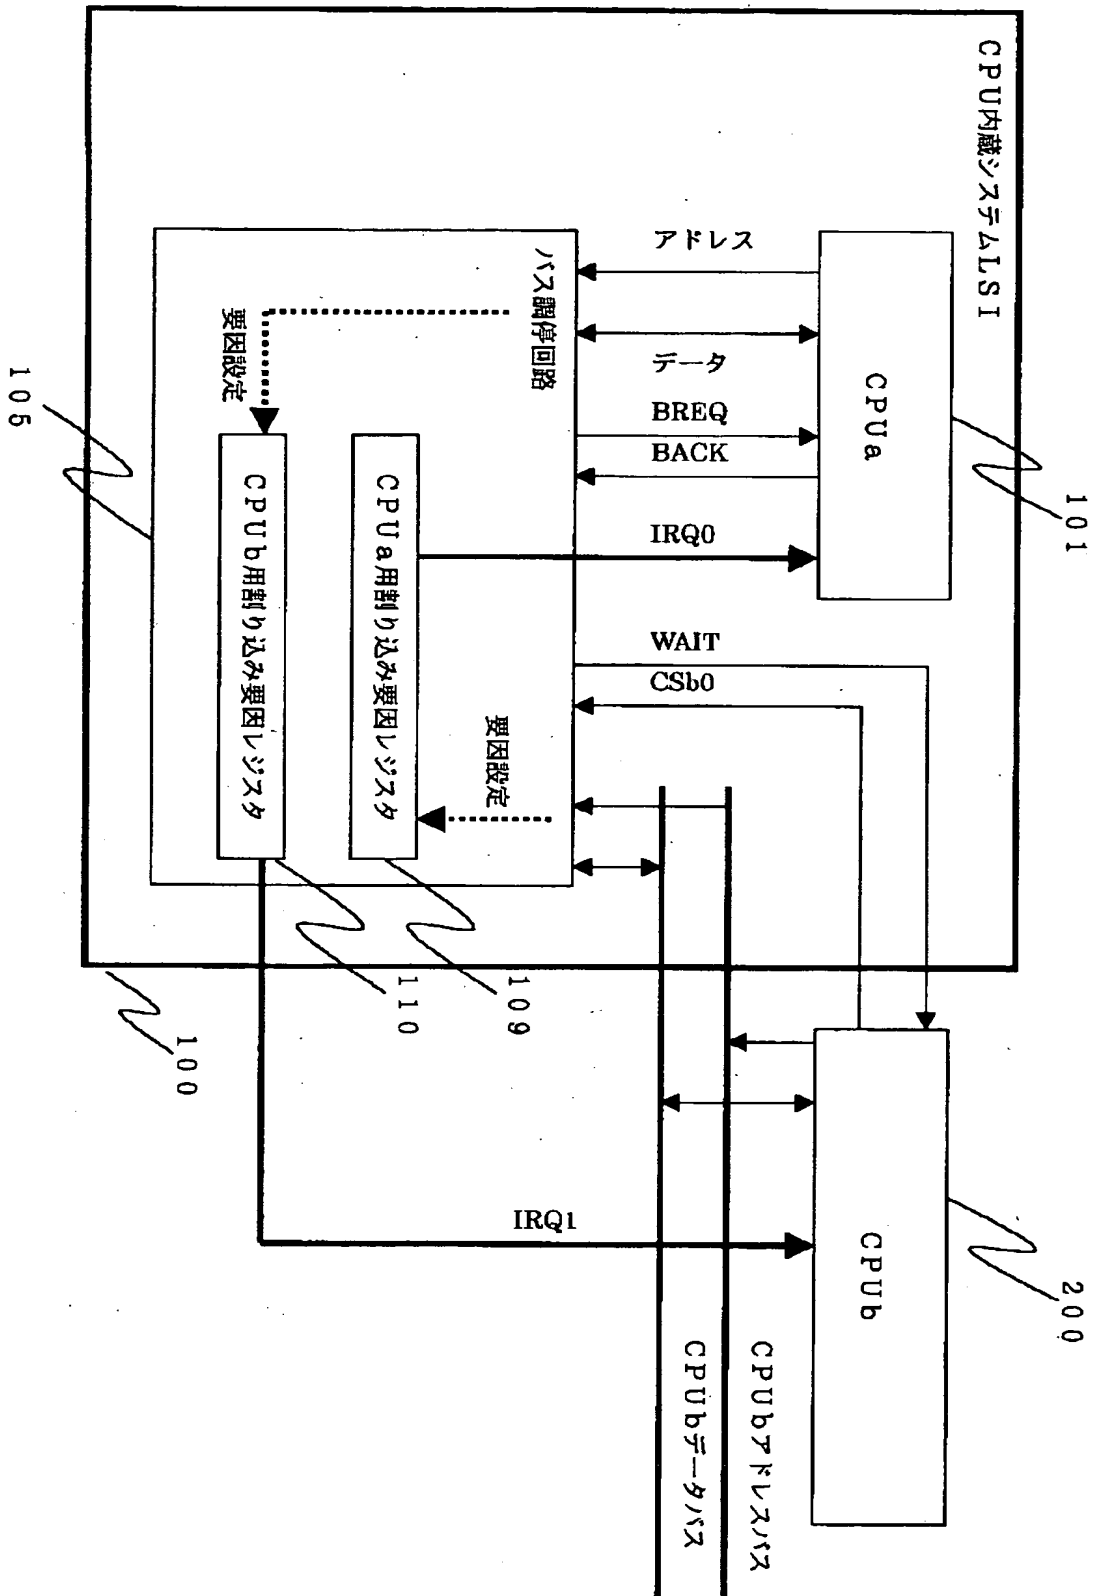 CPU内蔵システムLSI
CPUa
101
アドレス
データ
BREQ
BACK
IRQ0
WAIT
CSb0
バス調停回路
要因設定
要因設定
CPUa用割り込み要因レジスタ
CPUb用割り込み要因レジスタ
105
109
110
100
CPUb
200
IRQ1
CPUbアドレスバス
CPUbデータバス